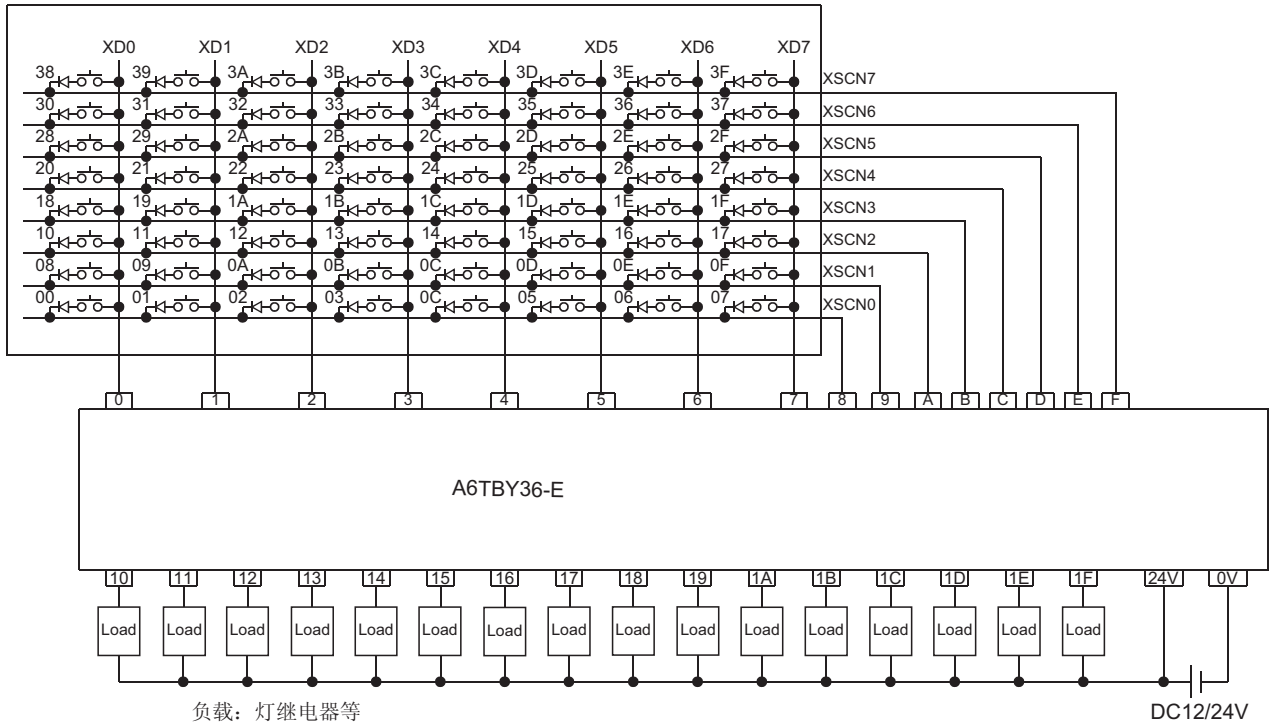 XD0 XD1 XD2 XD3 XD4 XD5 XD6 XD7
38 39 3A 3B 3C 3D 3E 3F XSCN7
30 31 32 33 34 35 36 37 XSCN6
28 29 2A 2B 2C 2D 2E 2F XSCN5
20 21 22 23 24 25 26 27 XSCN4
18 19 1A 1B 1C 1D 1E 1F XSCN3
10 11 12 13 14 15 16 17 XSCN2
08 09 0A 0B 0C 0D 0E 0F XSCN1
00 01 02 03 0C 05 06 07 XSCN0
0 1 2 3 4 5 6 7 8 9 A B C D E F
A6TBY36-E
10 11 12 13 14 15 16 17 18 19 1A 1B 1C 1D 1E 1F 24V 0V
Load Load Load Load Load Load Load Load Load Load Load Load Load Load Load Load
负载：灯继电器等 DC12/24V